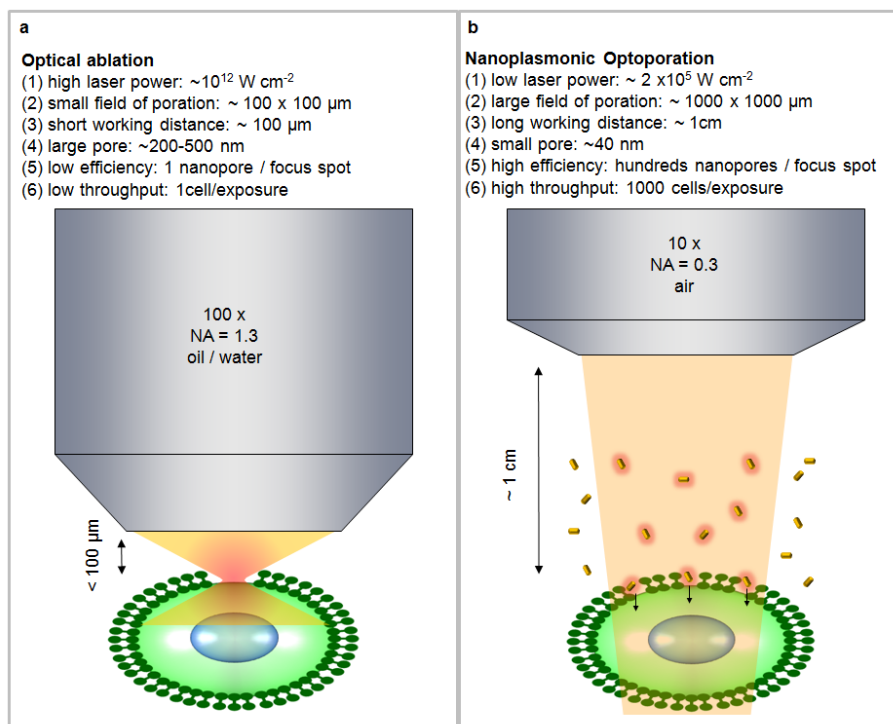 a
Optical ablation
(1) high laser power: ~10¹² W cm⁻²
(2) small field of poration: ~ 100 x 100 µm
(3) short working distance: ~ 100 µm
(4) large pore: ~200-500 nm
(5) low efficiency: 1 nanopore / focus spot
(6) low throughput: 1cell/exposure
100 x
NA = 1.3
oil / water
< 100 µm
b
Nanoplasmonic Optoporation
(1) low laser power: ~ 2 x10⁵ W cm⁻²
(2) large field of poration: ~ 1000 x 1000 µm
(3) long working distance: ~ 1cm
(4) small pore: ~40 nm
(5) high efficiency: hundreds nanopores / focus spot
(6) high throughput: 1000 cells/exposure
10 x
NA = 0.3
air
~ 1 cm